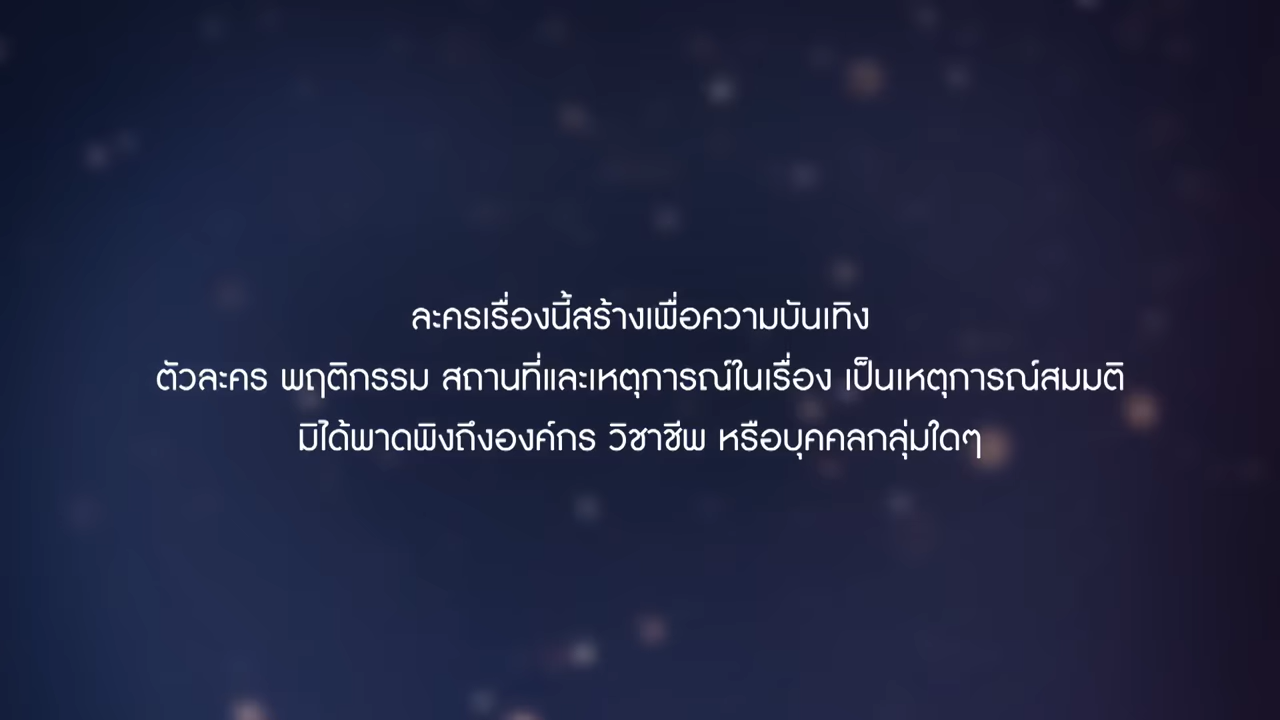 ละครเรื่องนี้สร้างเพื่อความบันเทิง
ตัวละคร พฤติกรรม สถานที่และเหตุการณ์ในเรื่อง เป็นเหตุการณ์สมมติ
มิได้พาดพิงถึงองค์กร วิชาชีพ หรือบุคคลกลุ่มใดๆ